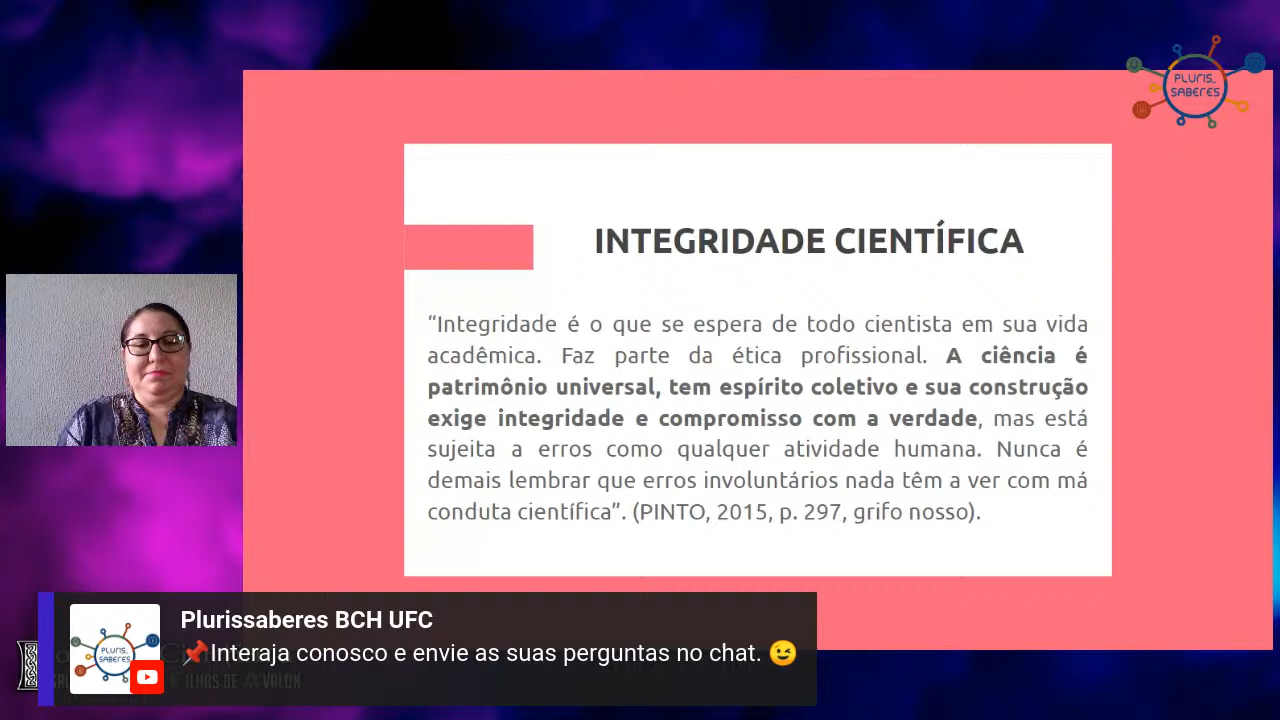 PLURIS_
SABERES
INTEGRIDADE CIENTÍFICA
“Integridade é o que se espera de todo cientista em sua vida
acadêmica. Faz parte da ética profissional. A ciência é
patrimônio universal, tem espírito coletivo e sua construção
exige integridade e compromisso com a verdade, mas está
sujeita a erros como qualquer atividade humana. Nunca é
demais lembrar que erros involuntários nada têm a ver com má
conduta científica”. (PINTO, 2015, p. 297, grifo nosso).
PLURIS_
SABERES
Plurissaberes BCH UFC
📌Interaja conosco e envie as suas perguntas no chat. 😉